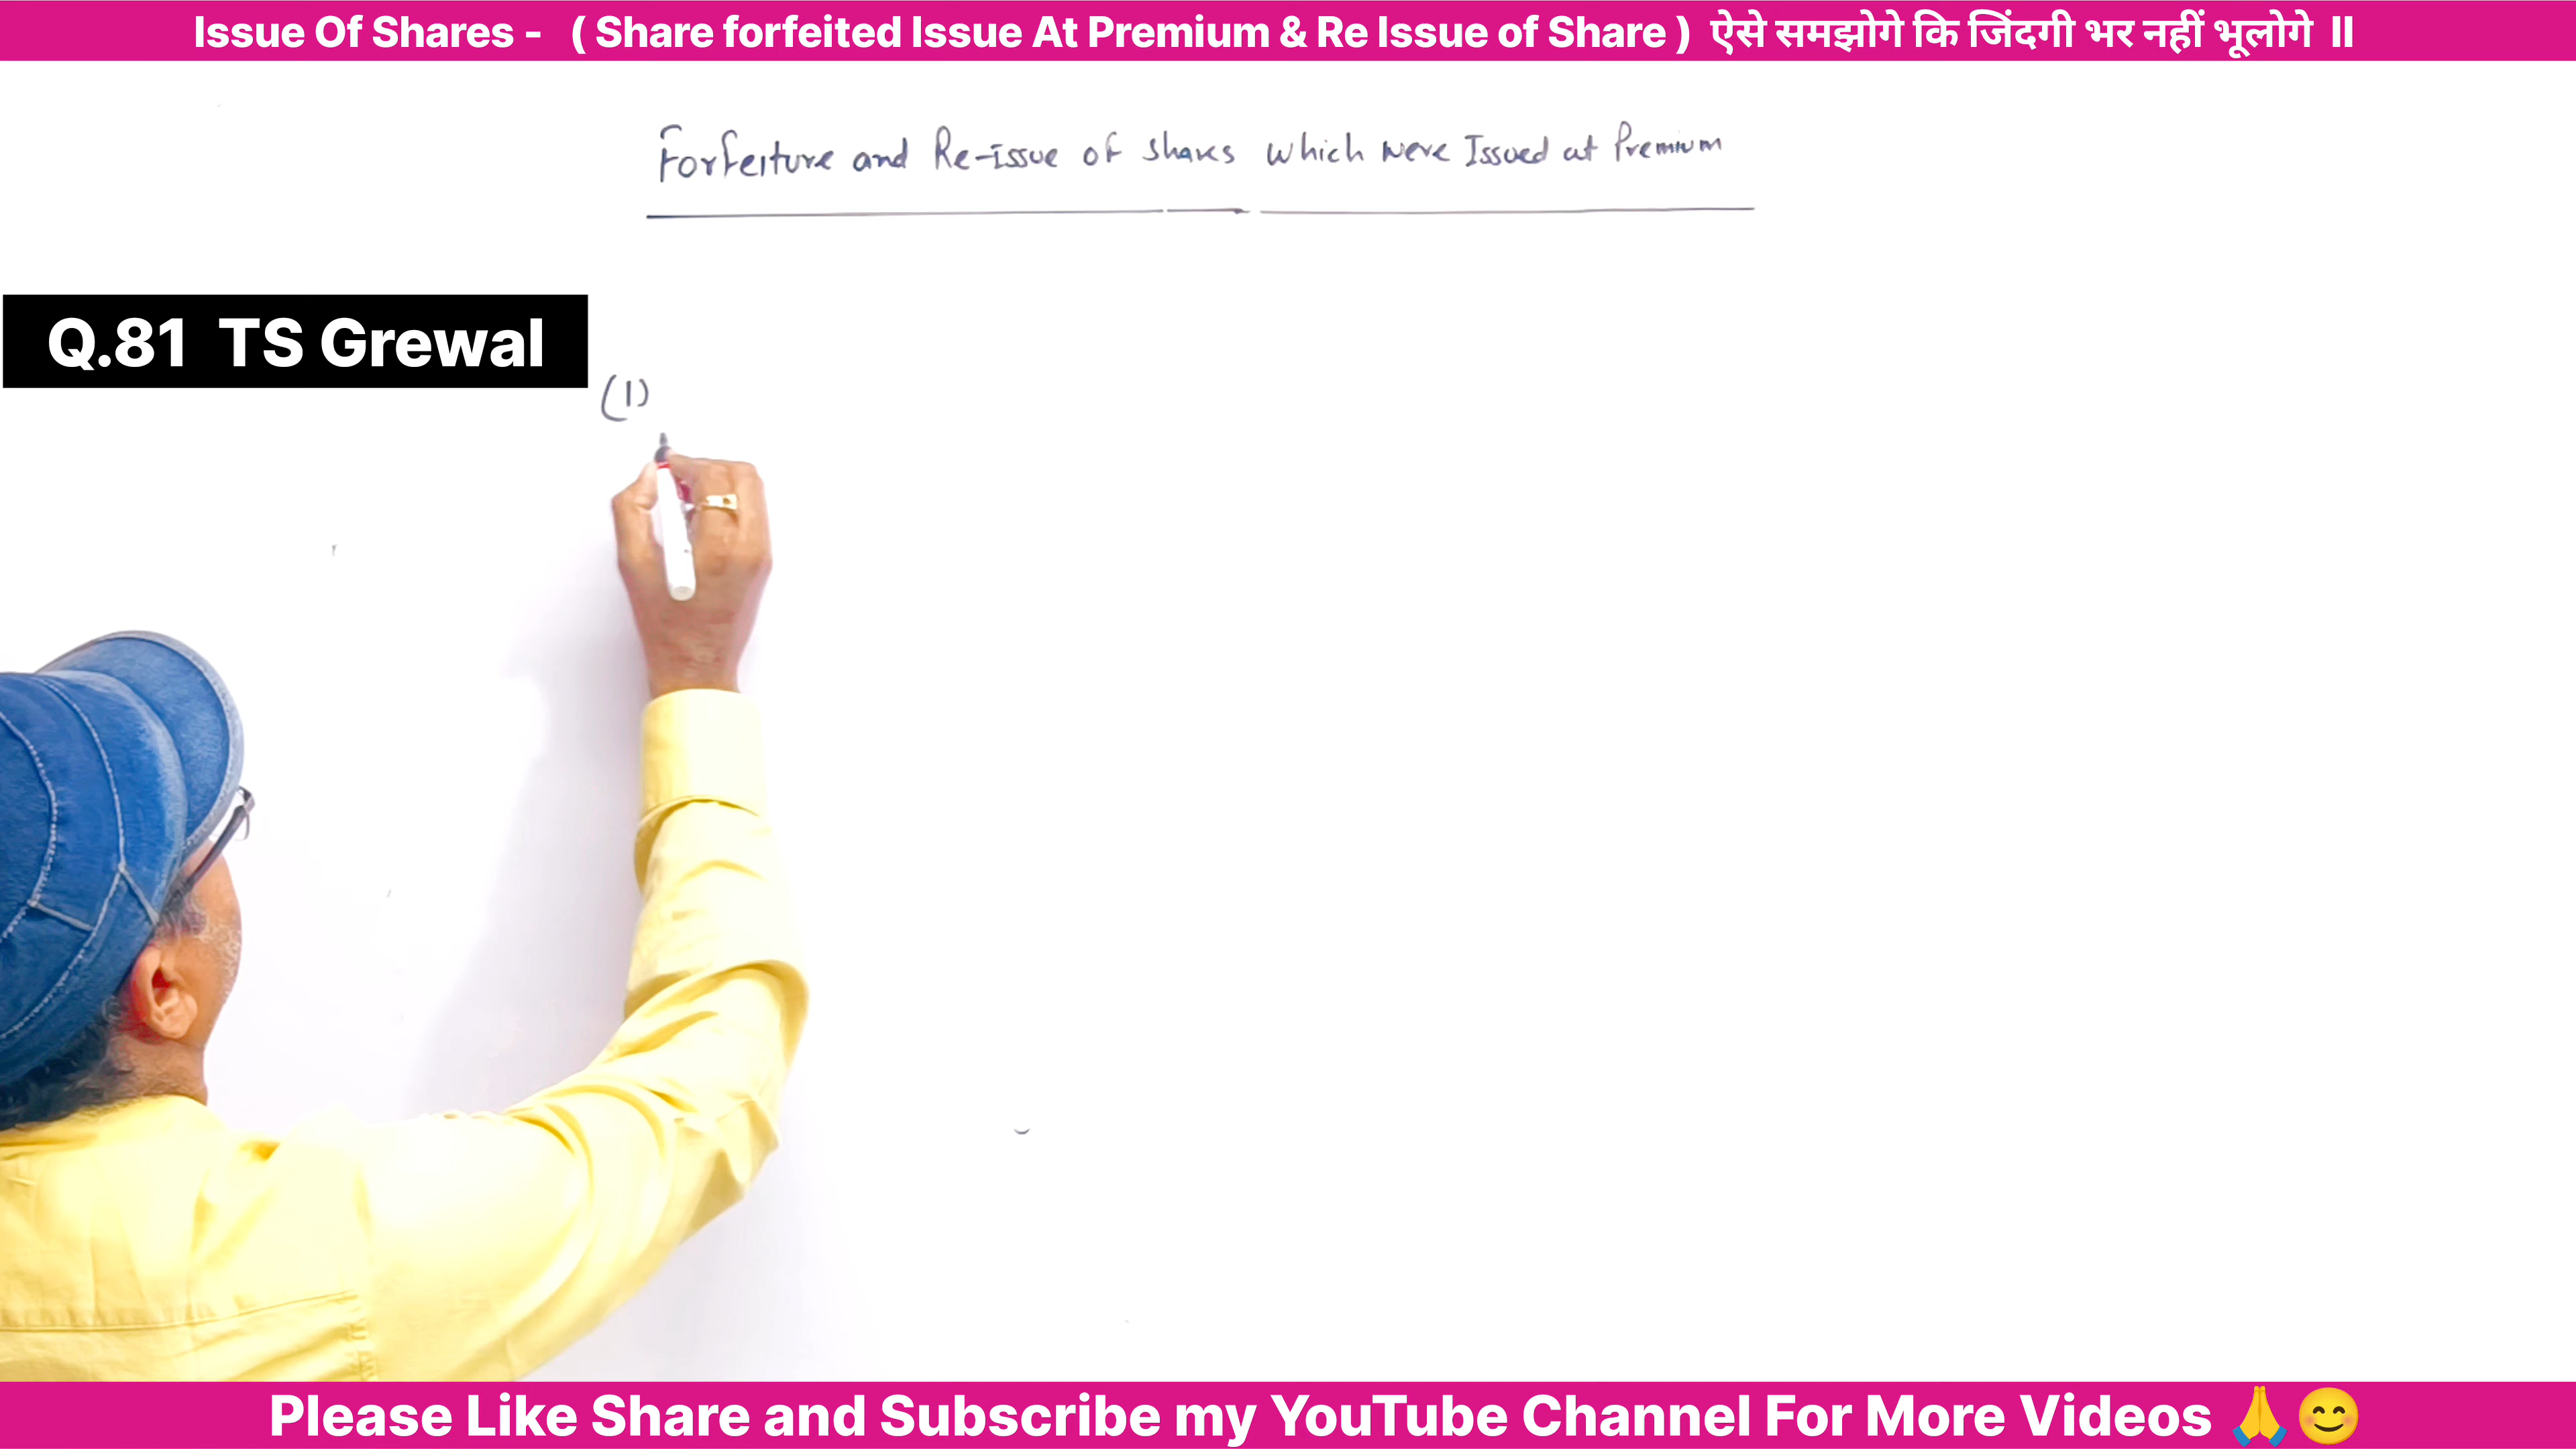 Issue Of Shares - ( Share forfeited Issue At Premium & Re Issue of Share ) ऐसे समझोगे कि जिंदगी भर नहीं भूलोगे II
Forfeiture and Re-issue of shares which were Issued at Premium
Q.81 TS Grewal
(1)
Please Like Share and Subscribe my YouTube Channel For More Videos 🙏😊